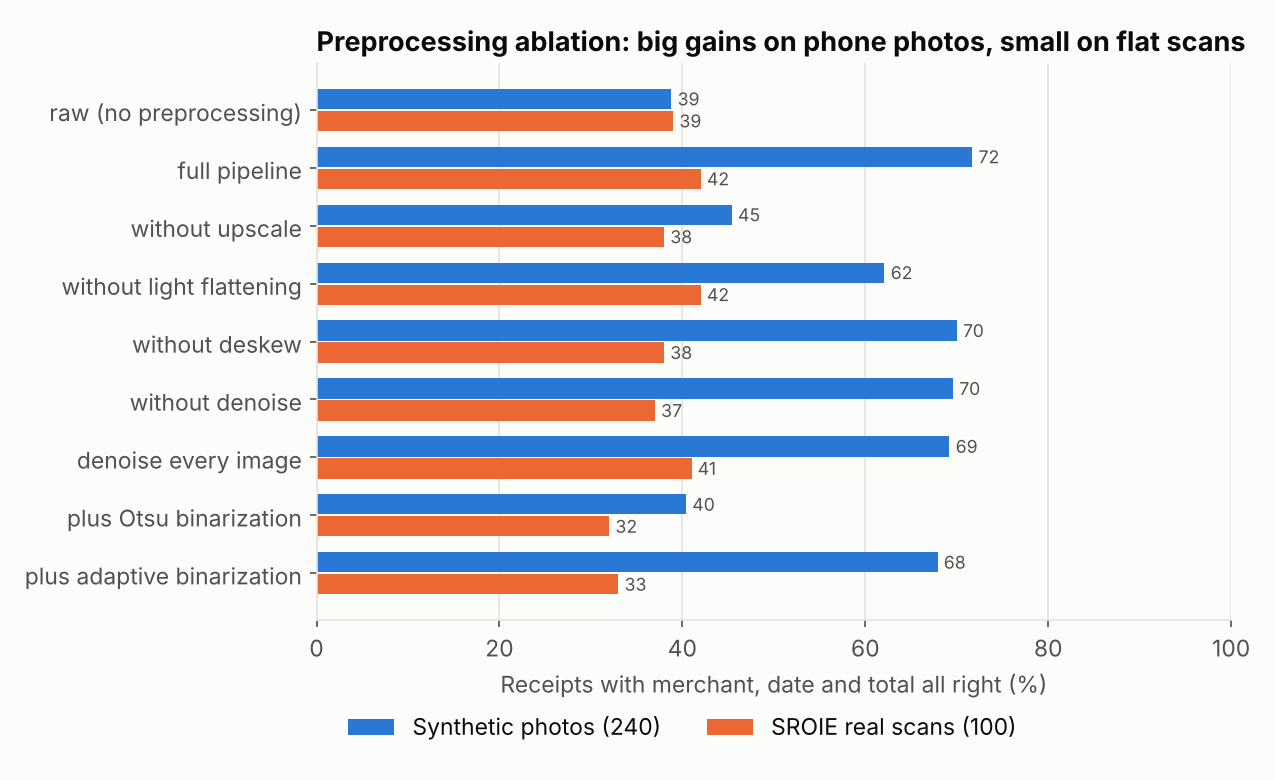 Preprocessing ablation: big gains on phone photos, small on flat scans
raw (no preprocessing)
39
39
full pipeline
72
42
without upscale
45
38
without light flattening
62
42
without deskew
70
38
without denoise
70
37
denoise every image
69
41
plus Otsu binarization
40
32
plus adaptive binarization
68
33
0 20 40 60 80 100
Receipts with merchant, date and total all right (%)
Synthetic photos (240) SROIE real scans (100)